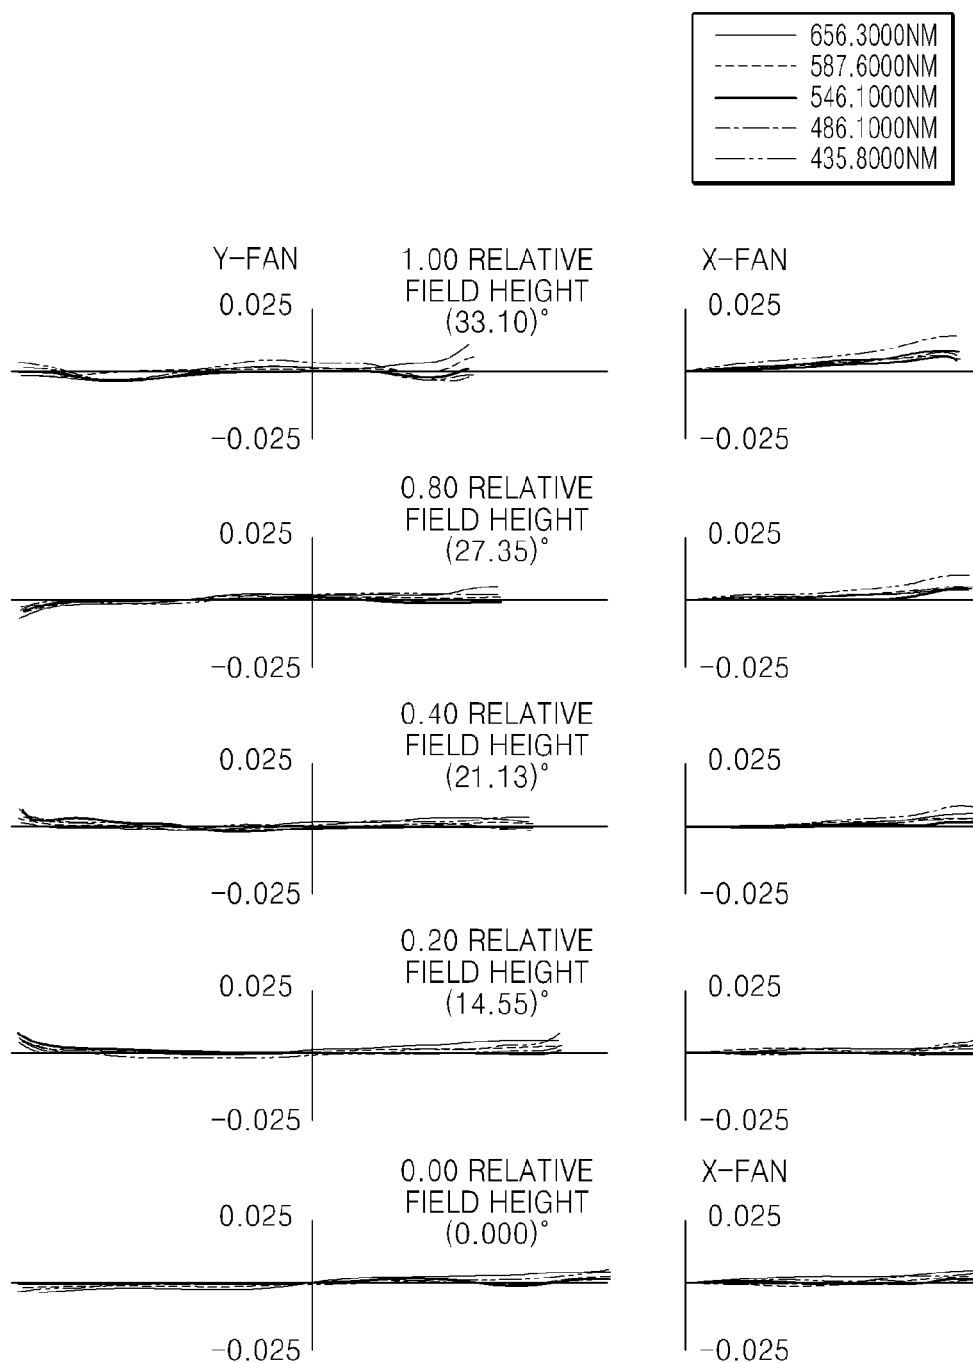 656.3000NM
587.6000NM
546.1000NM
486.1000NM
435.8000NM
Y-FAN
1.00 RELATIVE
FIELD HEIGHT
(33.10)°
X-FAN
0.025
0.025
-0.025
-0.025
0.80 RELATIVE
FIELD HEIGHT
(27.35)°
0.025
0.025
-0.025
-0.025
0.40 RELATIVE
FIELD HEIGHT
(21.13)°
0.025
0.025
-0.025
-0.025
0.20 RELATIVE
FIELD HEIGHT
(14.55)°
0.025
0.025
-0.025
-0.025
0.00 RELATIVE
FIELD HEIGHT
(0.000)°
X-FAN
0.025
0.025
-0.025
-0.025